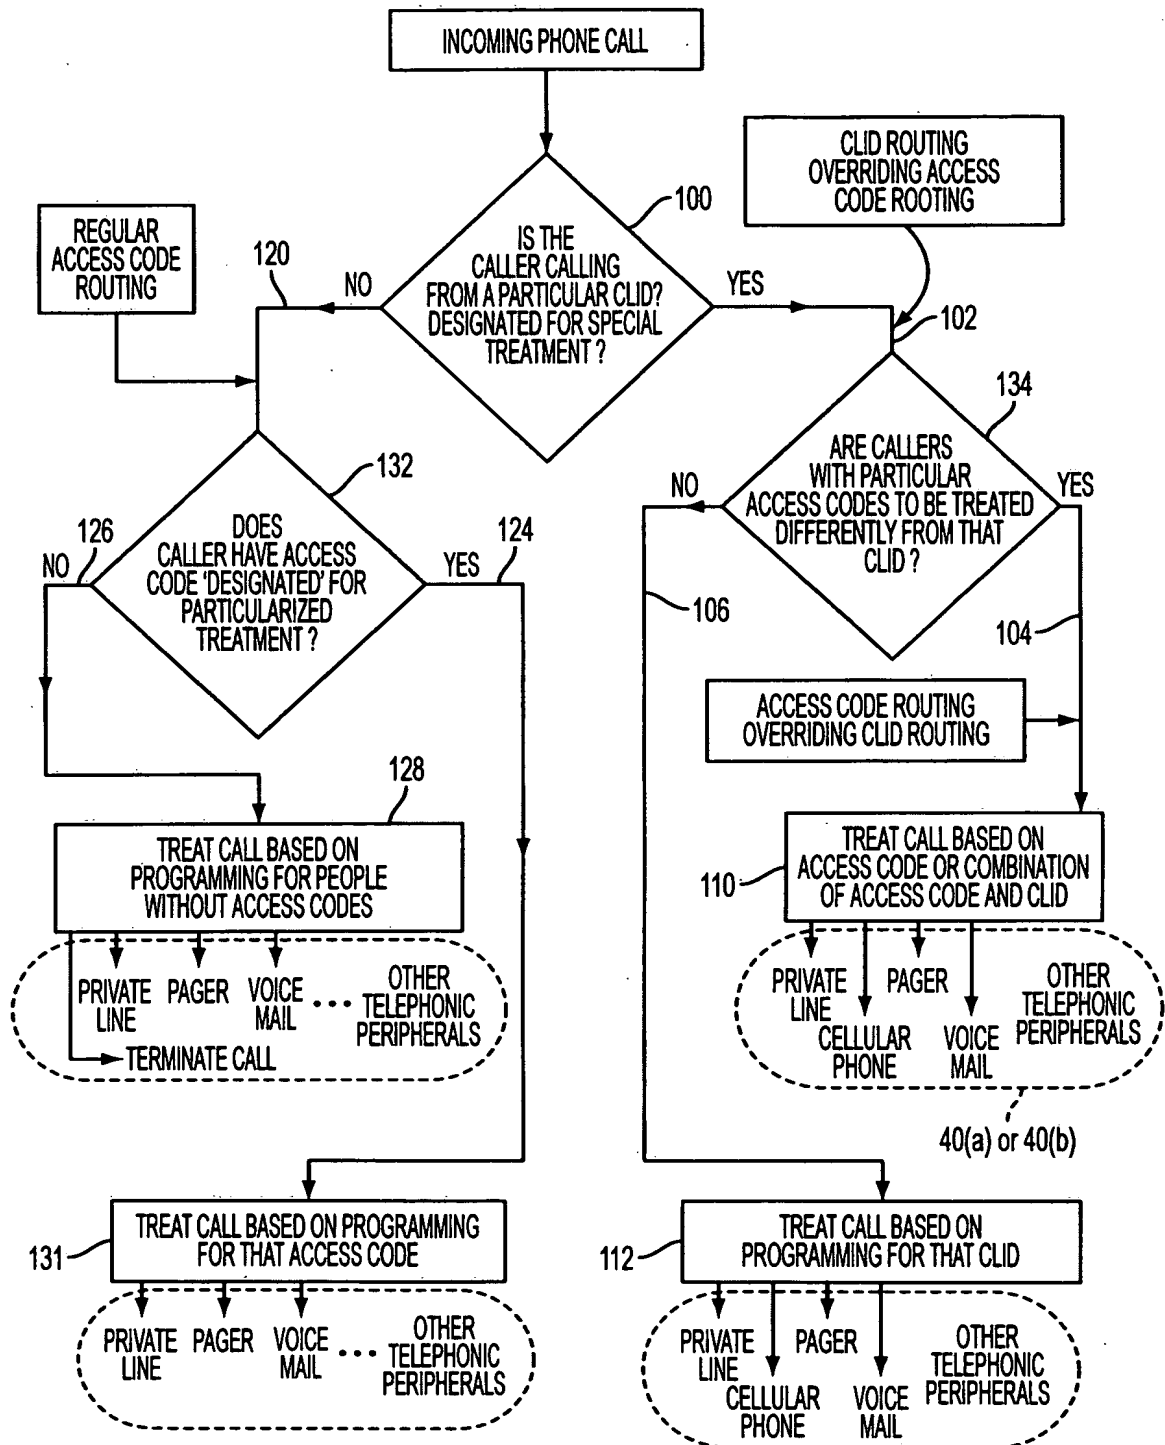 INCOMING PHONE CALL
CLID ROUTING
OVERRIDING ACCESS
CODE ROOTING
100
REGULAR
ACCESS CODE
ROUTING
120
NO
IS THE
CALLER CALLING
FROM A PARTICULAR CLID?
DESIGNATED FOR SPECIAL
TREATMENT ?
YES
102
134
132
ARE CALLERS
WITH PARTICULAR
ACCESS CODES TO BE TREATED
DIFFERENTLY FROM THAT
CLID ?
NO
YES
126
NO
DOES
CALLER HAVE ACCESS
CODE 'DESIGNATED' FOR
PARTICULARIZED
TREATMENT ?
YES
124
106
104
ACCESS CODE ROUTING
OVERRIDING CLID ROUTING
128
TREAT CALL BASED ON
PROGRAMMING FOR PEOPLE
WITHOUT ACCESS CODES
110
TREAT CALL BASED ON
ACCESS CODE OR COMBINATION
OF ACCESS CODE AND CLID
PRIVATE
LINE
PAGER
VOICE
MAIL
•••
OTHER
TELEPHONIC
PERIPHERALS
TERMINATE CALL
PRIVATE
LINE
CELLULAR
PHONE
PAGER
VOICE
MAIL
OTHER
TELEPHONIC
PERIPHERALS
40(a) or 40(b)
131
TREAT CALL BASED ON PROGRAMMING
FOR THAT ACCESS CODE
112
TREAT CALL BASED ON
PROGRAMMING FOR THAT CLID
PRIVATE
LINE
PAGER
VOICE
MAIL
•••
OTHER
TELEPHONIC
PERIPHERALS
PRIVATE
LINE
CELLULAR
PHONE
PAGER
VOICE
MAIL
OTHER
TELEPHONIC
PERIPHERALS